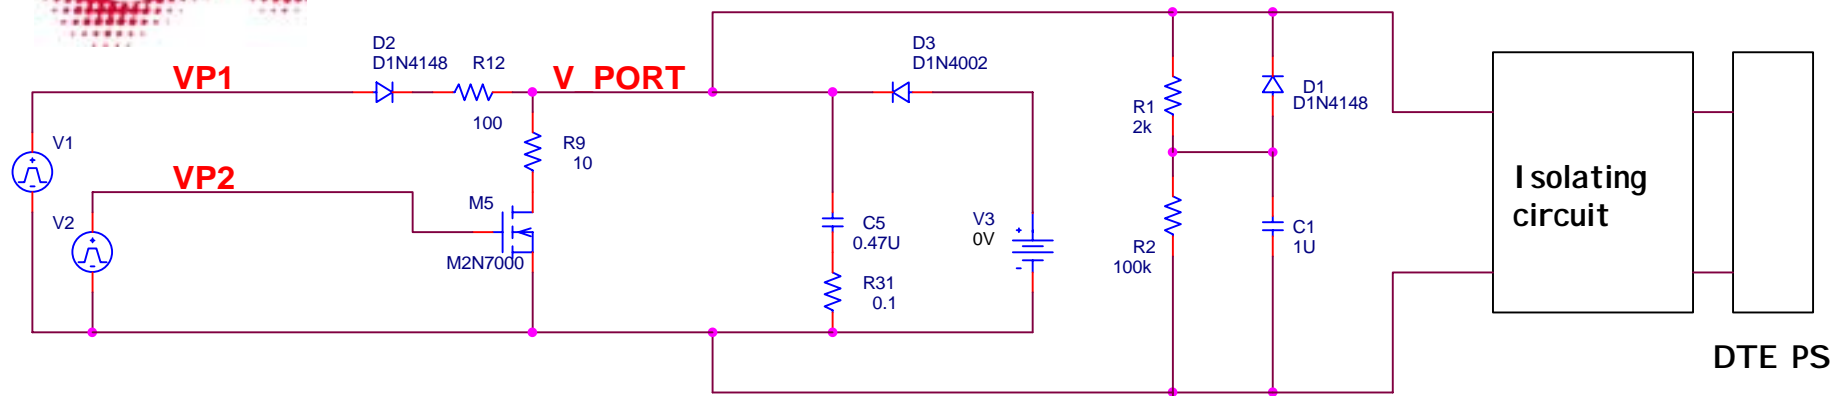 D2
D1N4148
R12
100
VP1
V PORT
D3
D1N4002
V1
R9
10
VP2
V2
M5
M2N7000
C5
0.47U
R31
0.1
V3
0V
R1
2k
D1
D1N4148
R2
100k
C1
1U
Isolating
circuit
DTE PS